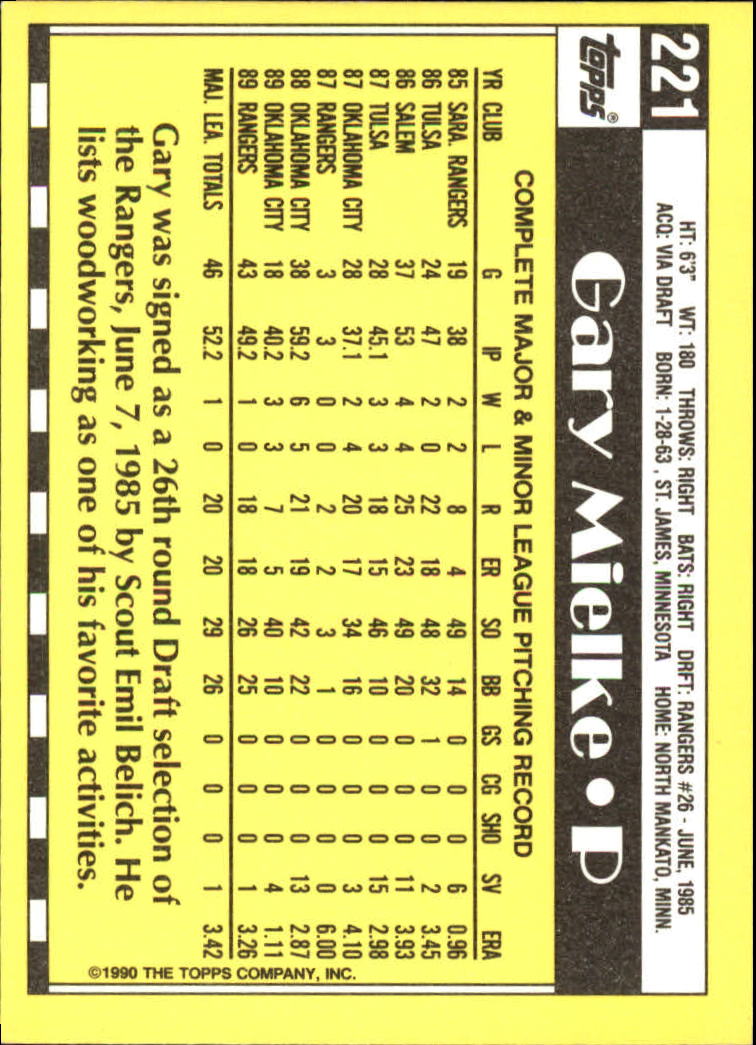 221
topps®
HT: 6'3" WT: 180 THROWS: RIGHT BATS: RIGHT DRFT: RANGERS #26 - JUNE, 1985
ACQ: VIA DRAFT BORN: 1-28-63 , ST. JAMES, MINNESOTA HOME: NORTH MANKATO, MINN.
Gary Mielke • P
COMPLETE MAJOR & MINOR LEAGUE PITCHING RECORD
YR CLUB G IP W L R ER SO BB GS CG SHO SV ERA
85 SARA. RANGERS 19 38 2 2 8 4 49 14 0 0 0 6 0.96
86 TULSA 24 47 2 0 22 18 48 32 1 0 0 2 3.45
86 SALEM 37 53 4 4 25 23 49 20 0 0 0 11 3.93
87 TULSA 28 45.1 3 3 18 15 46 10 0 0 0 15 2.98
87 OKLAHOMA CITY 28 37.1 2 4 20 17 34 16 0 0 0 3 4.10
87 RANGERS 3 3 0 0 2 2 3 1 0 0 0 0 6.00
88 OKLAHOMA CITY 38 59.2 6 5 21 19 42 22 0 0 0 13 2.87
89 OKLAHOMA CITY 18 40.2 3 3 7 5 40 10 0 0 0 4 1.11
89 RANGERS 43 49.2 1 0 18 18 26 25 0 0 0 1 3.26
MAJ. LEA. TOTALS 46 52.2 1 0 20 20 29 26 0 0 0 1 3.42
Gary was signed as a 26th round Draft selection of
the Rangers, June 7, 1985 by Scout Emil Belich. He
lists woodworking as one of his favorite activities.
©1990 THE TOPPS COMPANY, INC.